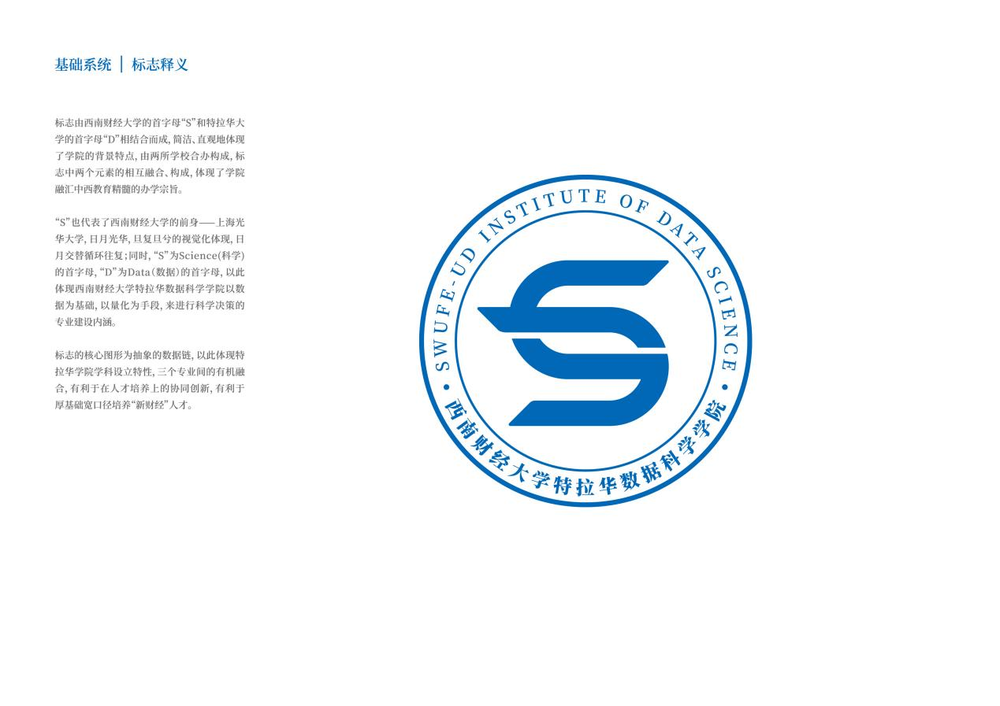 基础系统 | 标志释义
标志由西南财经大学的首字母“S”和特拉华大
学的首字母“D”相结合而成, 简洁、直观地体现
了学院的背景特点, 由两所学校合办构成, 标
志中两个元素的相互融合、构成, 体现了学院
融汇中西教育精髓的办学宗旨。
“S”也代表了西南财经大学的前身——上海光
华大学, 日月光华, 旦复旦兮的视觉化体现, 日
月交替循环往复；同时, “S”为Science(科学)
的首字母, “D”为Data（数据）的首字母, 以此
体现西南财经大学特拉华数据科学学院以数
据为基础, 以量化为手段, 来进行科学决策的
专业建设内涵。
标志的核心图形为抽象的数据链, 以此体现特
拉华学院学科设立特性, 三个专业间的有机融
合, 有利于在人才培养上的协同创新, 有利于
厚基础宽口径培养“新财经”人才。
SWUFE-UD INSTITUTE OF DATA SCIENCE
• 西南财经大学特拉华数据科学学院 •